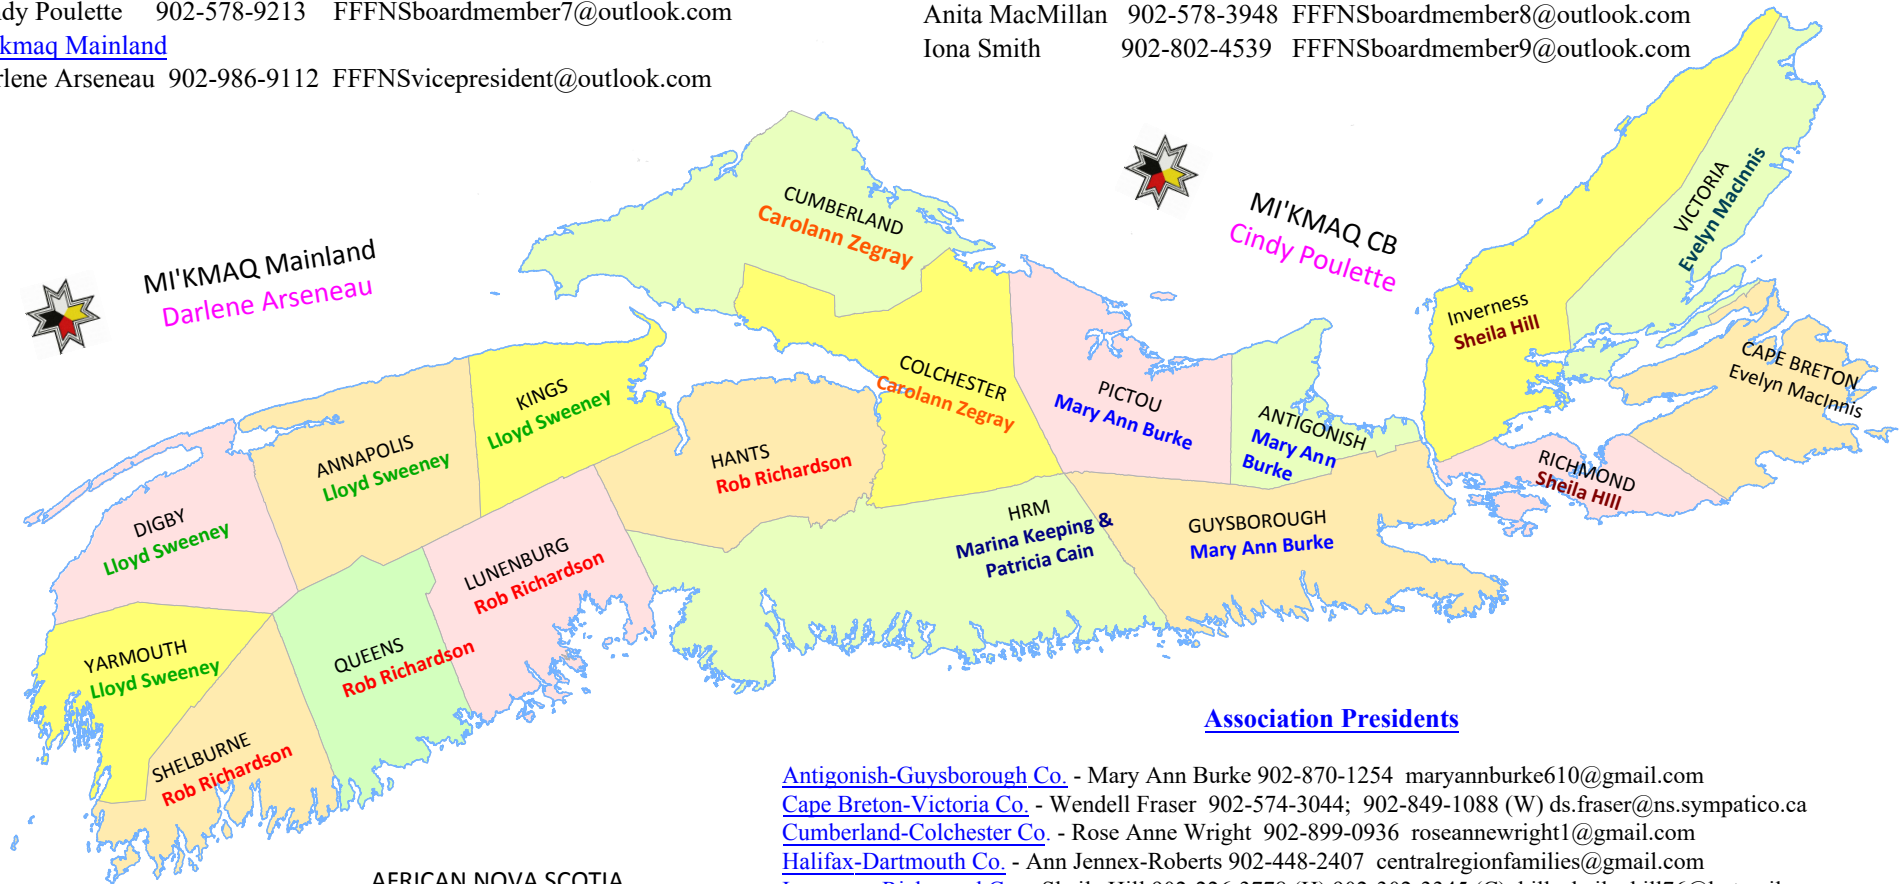 dy Poulette 902-578-9213 FFFNSboardmember7@outlook.com
kmaq Mainland
lene Arseneau 902-986-9112 FFFNSvicepresident@outlook.com
Anita MacMillan 902-578-3948 FFFNSboardmember8@outlook.com
Iona Smith 902-802-4539 FFFNSboardmember9@outlook.com
MI'KMAQ Mainland
Darlene Arseneau
MI'KMAQ CB
Cindy Poulette
CUMBERLAND
Carolann Zegray
VICTORIA
Evelyn MacInnis
Inverness
Sheila Hill
CAPE BRETON
Evelyn MacInnis
COLCHESTER
Carolann Zegray
PICTOU
Mary Ann Burke
ANTIGONISH
Mary Ann
Burke
KINGS
Lloyd Sweeney
ANNAPOLIS
Lloyd Sweeney
HANTS
Rob Richardson
RICHMOND
Sheila HIll
DIGBY
Lloyd Sweeney
LUNENBURG
Rob Richardson
HRM
Marina Keeping &
Patricia Cain
GUYSBOROUGH
Mary Ann Burke
YARMOUTH
Lloyd Sweeney
QUEENS
Rob Richardson
SHELBURNE
Rob Richardson
AFRICAN NOVA SCOTIA
Association Presidents
Antigonish-Guysborough Co. - Mary Ann Burke 902-870-1254 maryannburke610@gmail.com
Cape Breton-Victoria Co. - Wendell Fraser 902-574-3044; 902-849-1088 (W) ds.fraser@ns.sympatico.ca
Cumberland-Colchester Co. - Rose Anne Wright 902-899-0936 roseannewright1@gmail.com
Halifax-Dartmouth Co. - Ann Jennex-Roberts 902-448-2407 centralregionfamilies@gmail.com